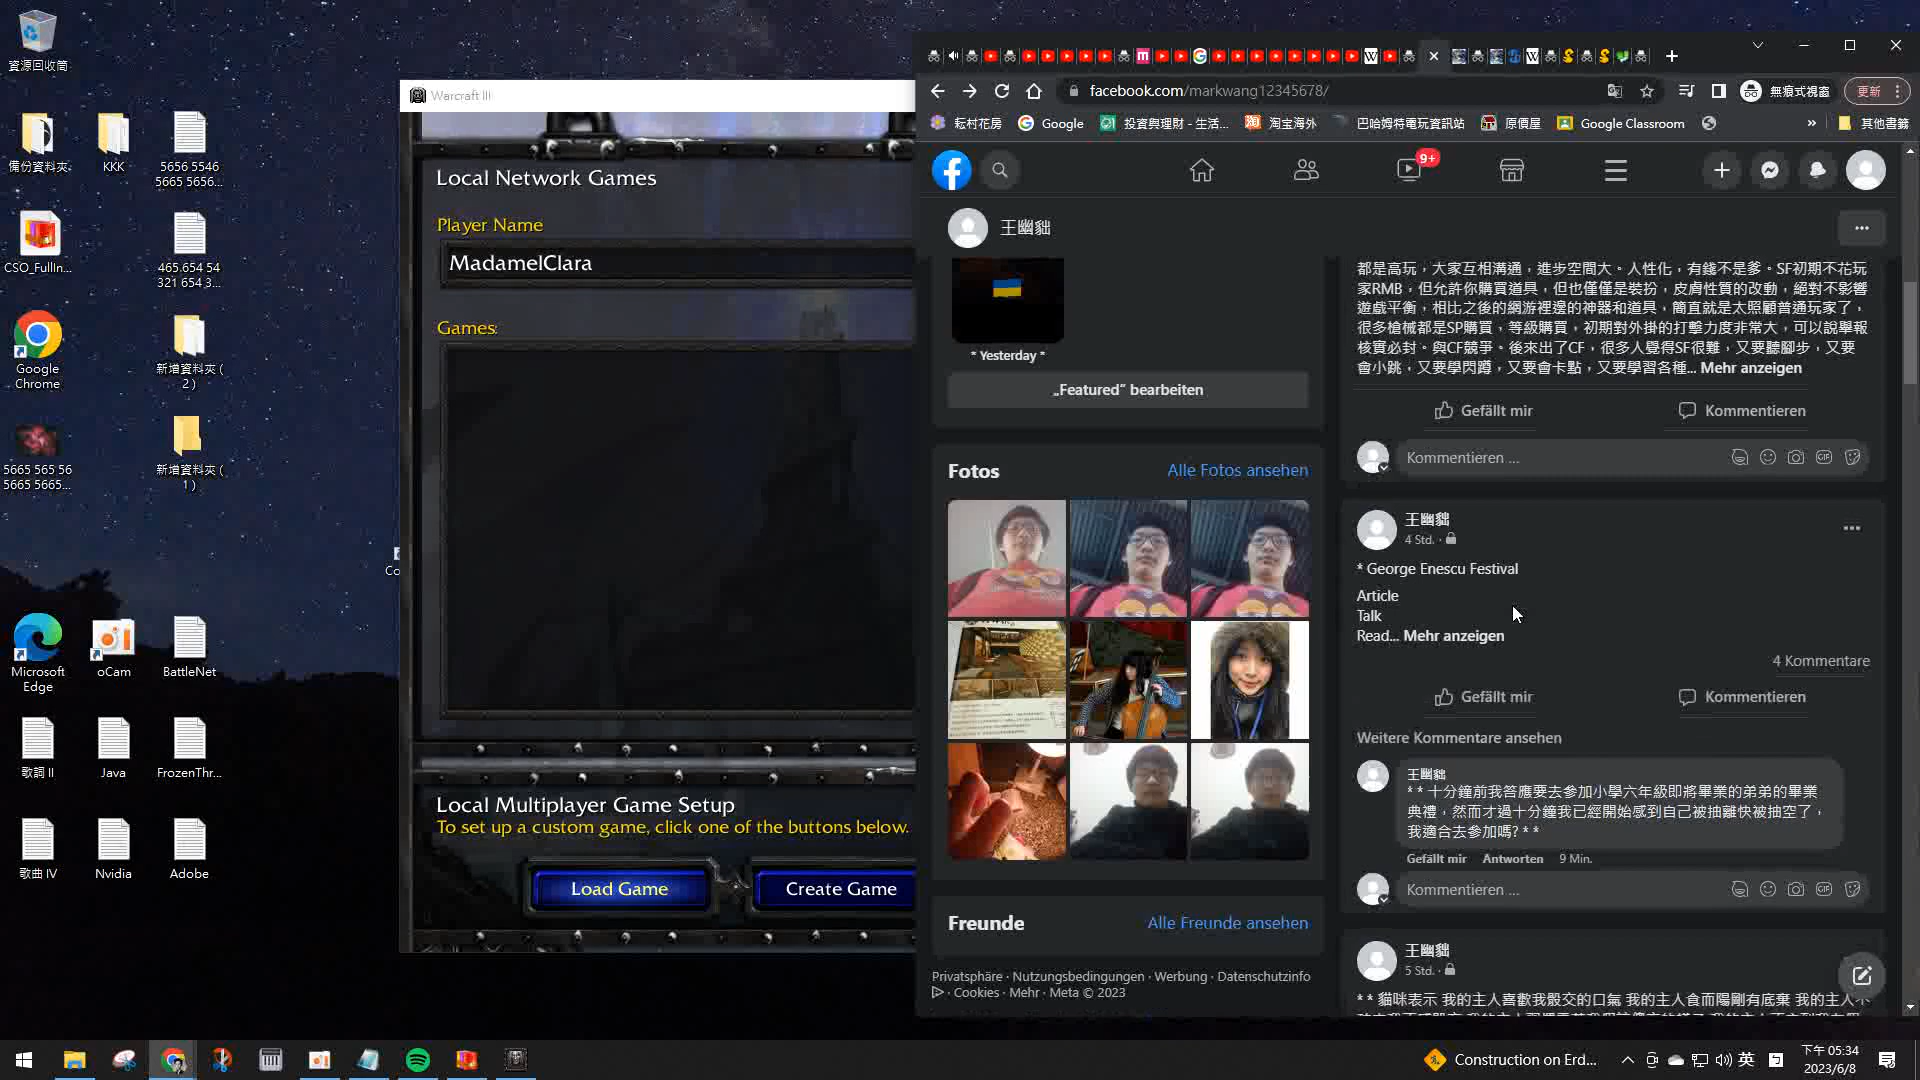 資源回收筒
備份資料夾
KKK
5656 5546
5665 5656...
CSO_FullIn...
465.654 54
321 654 3...
Google
Chrome
新增資料夾 (
2 )
5665 565 56
5665 5665...
新增資料夾 (
1 )
Microsoft
Edge
oCam
BattleNet
歌詞 II
Java
FrozenThr...
歌曲 IV
Nvidia
Adobe
Co
Warcraft III
Local Network Games
Player Name
MadamelClara
Games:
Local Multiplayer Game Setup
To set up a custom game, click one of the buttons below.
Load Game
Create Game
facebook.com/markwang12345678/
無痕式視窗
更新
耘村花房
Google
投資與理財 - 生活...
淘宝海外
巴哈姆特電玩資訊站
原價屋
Google Classroom
»
其他書籤
9+
王幽貀
* Yesterday *
„Featured“ bearbeiten
Fotos
Alle Fotos ansehen
Freunde
Alle Freunde ansehen
Privatsphäre · Nutzungsbedingungen · Werbung · Datenschutzinfo
· Cookies · Mehr · Meta © 2023
都是高玩，大家互相溝通，進步空間大。人性化，有錢不是爹。SF初期不花玩
家RMB，但允許你購買道具，但也僅僅是裝扮，皮膚性質的改動，絕對不影響
遊戲平衡，相比之後的網游裡邊的神器和道具，簡直就是太照顧普通玩家了，
很多槍械都是SP購買，等級購買，初期對外掛的打擊力度非常大，可以說舉報
核實必封。與CF競爭。後來出了CF，很多人覺得SF很難，又要聽腳步，又要
會小跳，又要學閃蹲，又要會卡點，又要學習各種... Mehr anzeigen
Gefällt mir
Kommentieren
Kommentieren ...
王幽貀
4 Std. ·
* George Enescu Festival
Article
Talk
Read... Mehr anzeigen
4 Kommentare
Gefällt mir
Kommentieren
Weitere Kommentare ansehen
王幽貀
* * 十分鐘前我答應要去參加小學六年級即將畢業的弟弟的畢業
典禮，然而才過十分鐘我已經開始感到自己被抽離快被抽空了，
我適合去參加嗎? * *
Gefällt mir Antworten 9 Min.
Kommentieren ...
王幽貀
5 Std. ·
* * 貓咪表示 我的主人喜歡我骰交的口氣 我的主人食而陽剛有底棄 我的主人不
Construction on Erd...
英
下午 05:34
2023/6/8